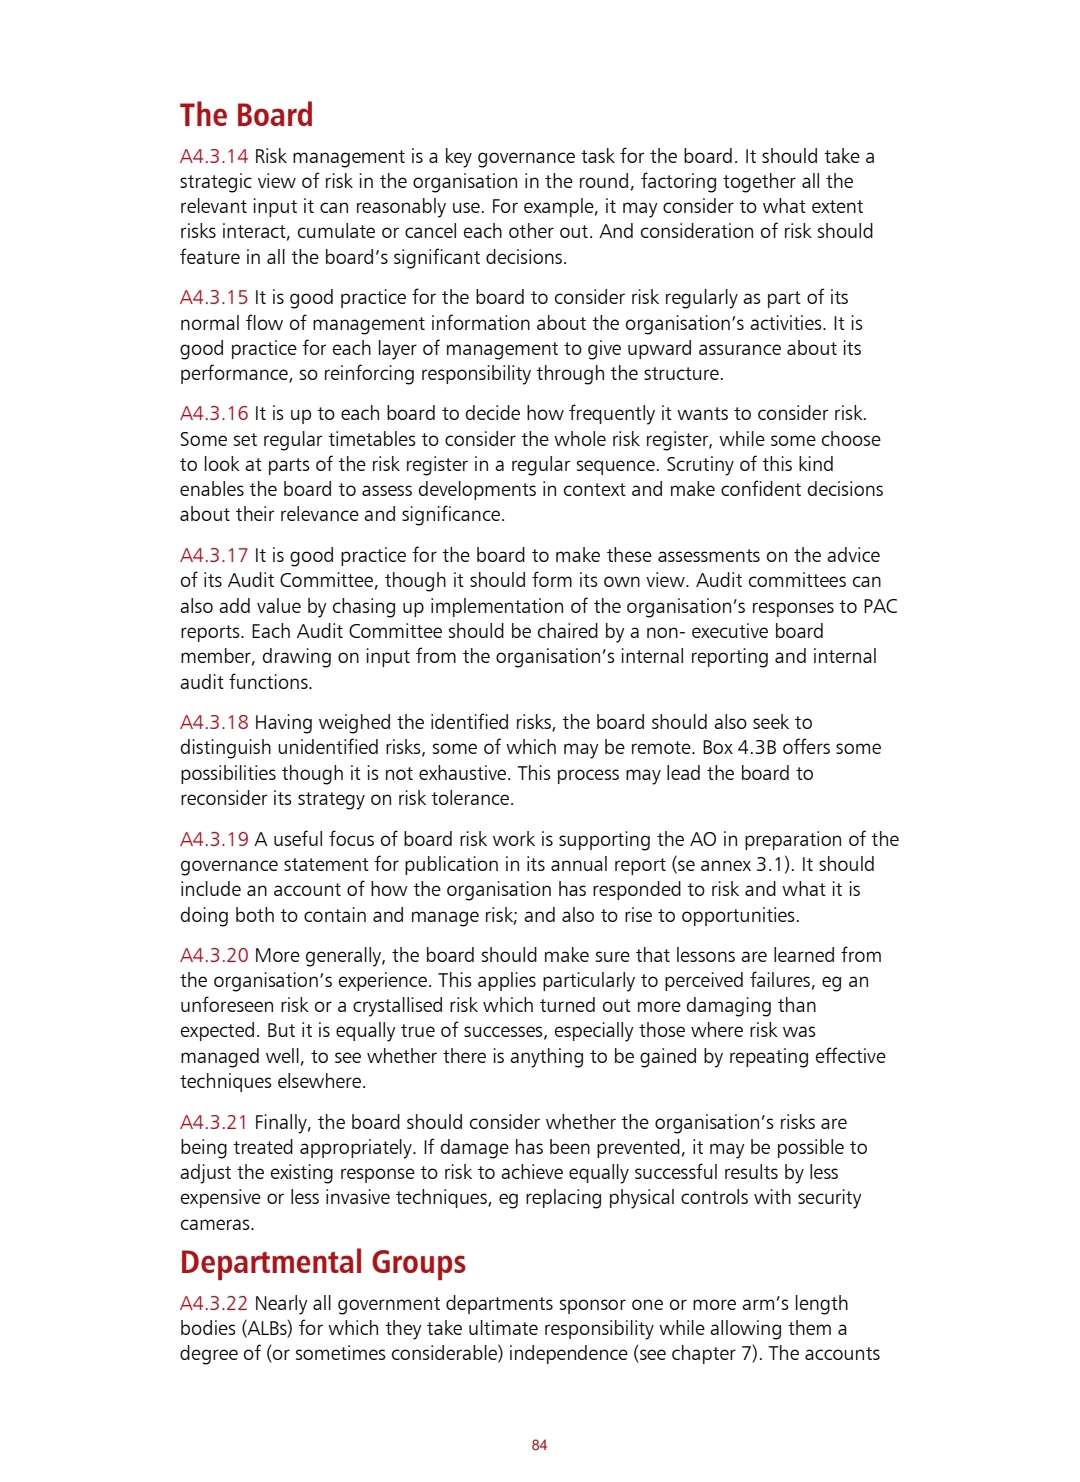 The Board
A4.3.14 Risk management is a key governance task for the board. It should take a
strategic view of risk in the organisation in the round, factoring together all the
relevant input it can reasonably use. For example, it may consider to what extent
risks interact, cumulate or cancel each other out. And consideration of risk should
feature in all the board’s significant decisions.
A4.3.15 It is good practice for the board to consider risk regularly as part of its
normal flow of management information about the organisation’s activities. It is
good practice for each layer of management to give upward assurance about its
performance, so reinforcing responsibility through the structure.
A4.3.16 It is up to each board to decide how frequently it wants to consider risk.
Some set regular timetables to consider the whole risk register, while some choose
to look at parts of the risk register in a regular sequence. Scrutiny of this kind
enables the board to assess developments in context and make confident decisions
about their relevance and significance.
A4.3.17 It is good practice for the board to make these assessments on the advice
of its Audit Committee, though it should form its own view. Audit committees can
also add value by chasing up implementation of the organisation’s responses to PAC
reports. Each Audit Committee should be chaired by a non- executive board
member, drawing on input from the organisation’s internal reporting and internal
audit functions.
A4.3.18 Having weighed the identified risks, the board should also seek to
distinguish unidentified risks, some of which may be remote. Box 4.3B offers some
possibilities though it is not exhaustive. This process may lead the board to
reconsider its strategy on risk tolerance.
A4.3.19 A useful focus of board risk work is supporting the AO in preparation of the
governance statement for publication in its annual report (se annex 3.1). It should
include an account of how the organisation has responded to risk and what it is
doing both to contain and manage risk; and also to rise to opportunities.
A4.3.20 More generally, the board should make sure that lessons are learned from
the organisation’s experience. This applies particularly to perceived failures, eg an
unforeseen risk or a crystallised risk which turned out more damaging than
expected. But it is equally true of successes, especially those where risk was
managed well, to see whether there is anything to be gained by repeating effective
techniques elsewhere.
A4.3.21 Finally, the board should consider whether the organisation’s risks are
being treated appropriately. If damage has been prevented, it may be possible to
adjust the existing response to risk to achieve equally successful results by less
expensive or less invasive techniques, eg replacing physical controls with security
cameras.
Departmental Groups
A4.3.22 Nearly all government departments sponsor one or more arm’s length
bodies (ALBs) for which they take ultimate responsibility while allowing them a
degree of (or sometimes considerable) independence (see chapter 7). The accounts
84